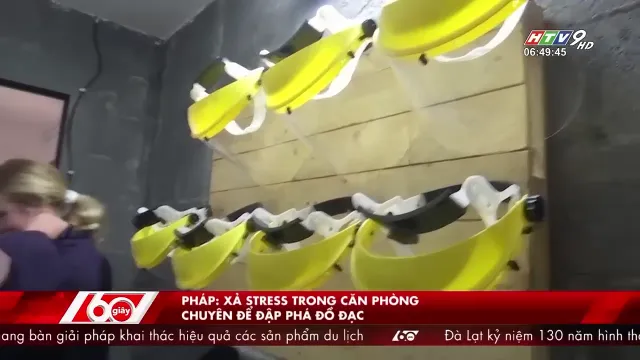 HTV9 HD
06:49:45
60 giây
PHÁP: XẢ STRESS TRONG CĂN PHÒNG
CHUYÊN ĐỂ ĐẬP PHÁ ĐỒ ĐẠC
ang bàn giải pháp khai thác hiệu quả các sản phẩm du lịch 60 Đà Lạt kỷ niệm 130 năm hình th